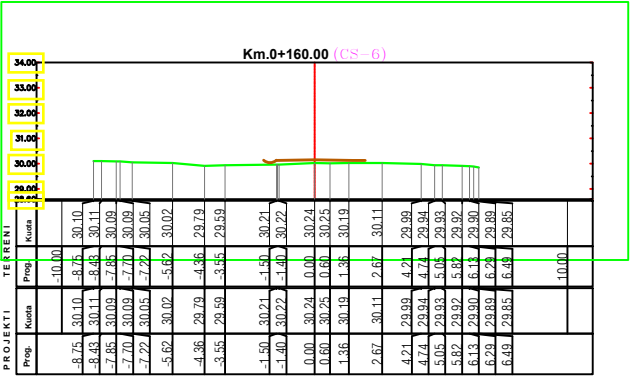 Km.0+160.00 (CS-6)
34.00
33.00
32.00
31.00
30.00
29.00
TERRENI
Kuota 30.10 30.11 30.09 30.09 30.05 30.02 29.79 29.59 30.21 30.22 30.24 30.25 30.19 30.11 29.99 29.94 29.93 29.92 29.90 29.89 29.85
Prog. -10.00 -8.75 -8.43 -7.85 -7.70 -7.22 -5.62 -4.36 -3.55 -1.50 -1.40 0.00 0.60 1.36 2.67 4.21 4.74 5.05 5.82 6.13 6.29 6.49 10.00
PROJEKTI
Kuota 30.10 30.11 30.09 30.09 30.05 30.02 29.79 29.59 30.21 30.22 30.24 30.25 30.19 30.11 29.99 29.94 29.93 29.92 29.90 29.89 29.85
Prog. -8.75 -8.43 -7.85 -7.70 -7.22 -5.62 -4.36 -3.55 -1.50 -1.40 0.00 0.60 1.36 2.67 4.21 4.74 5.05 5.82 6.13 6.29 6.49